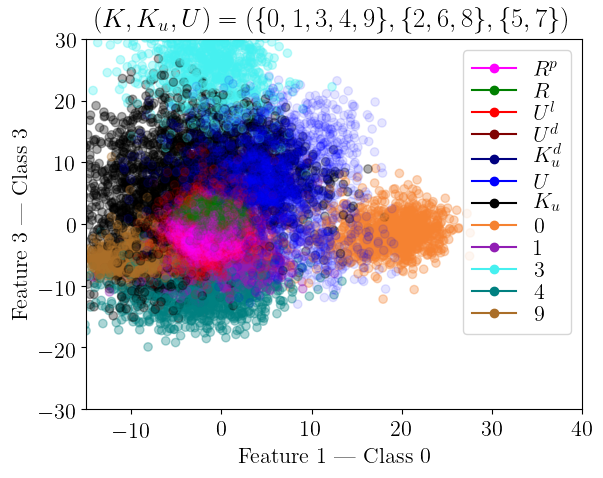 (K, K_u, U) = ({0, 1, 3, 4, 9}, {2, 6, 8}, {5, 7})
30
20
10
0
−10
−20
−30
Feature 3 — Class 3
R^p
R
U^l
U^d
K_u^d
U
K_u
0
1
3
4
9
−10 0 10 20 30 40
Feature 1 — Class 0